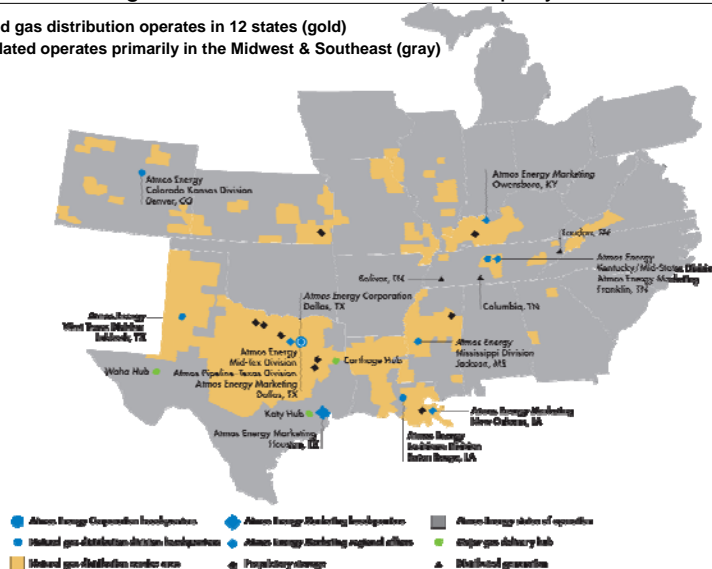 d gas distribution operates in 12 states (gold)
lated operates primarily in the Midwest & Southeast (gray)
Atmos Energy
Colorado Kansas Division
Denver, CO
Atmos Energy Marketing
Owensboro, KY
Loudon, TN
Atmos Energy
Kentucky/Mid-States Division
Atmos Energy Marketing
Franklin, TN
Bolivar, TN
Columbia, TN
Atmos Energy Corporation
Dallas, TX
Atmos Energy
West Texas Division
Lubbock, TX
Atmos Energy
Mid-Tex Division
Atmos Pipeline Texas Division
Atmos Energy Marketing
Dallas, TX
Carthage Hub
Atmos Energy
Mississippi Division
Jackson, MS
Waha Hub
Katy Hub
Atmos Energy Marketing
Houston, TX
Atmos Energy Marketing
New Orleans, LA
Atmos Energy
Louisiana Division
Baton Rouge, LA
Atmos Energy Corporation headquarters
Atmos Energy Marketing headquarters
Atmos Energy states of operation
Natural gas distribution division headquarters
Atmos Energy Marketing regional offices
Major gas delivery hub
Natural gas distribution service area
Proprietary storage
Distributed generation